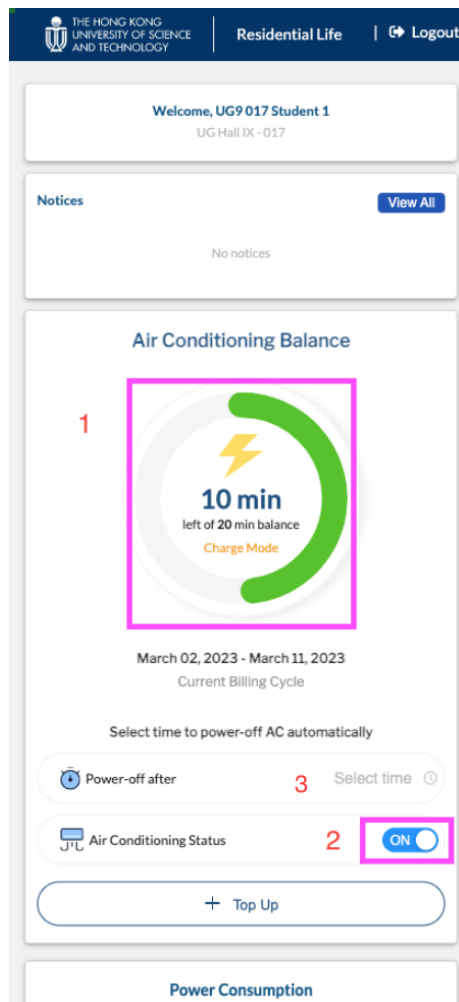 THE HONG KONG
UNIVERSITY OF SCIENCE
AND TECHNOLOGY
Residential Life
| Logout
Welcome, UG9 017 Student 1
UG Hall IX - 017
Notices
View All
No notices
Air Conditioning Balance
1
10 min
left of 20 min balance
Charge Mode
March 02, 2023 - March 11, 2023
Current Billing Cycle
Select time to power-off AC automatically
Power-off after
3
Select time
Air Conditioning Status
2
ON
+ Top Up
Power Consumption